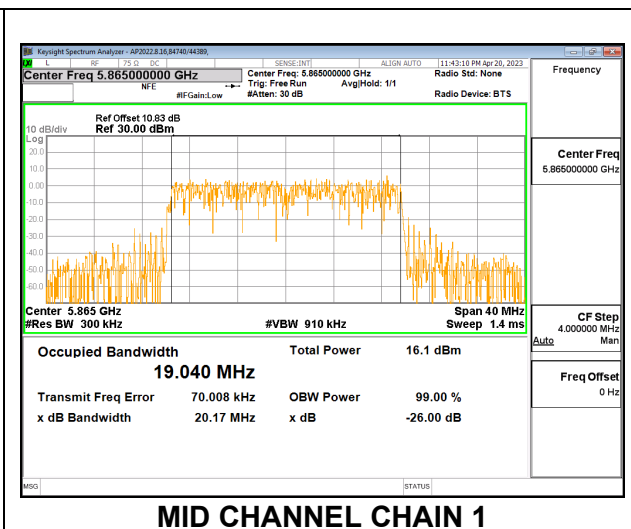 Keysight Spectrum Analyzer - AP2022.8.16,84740/44389,
L RF 75 Ω DC SENSE:INT ALIGN AUTO 11:43:10 PM Apr 20, 2023
Center Freq 5.865000000 GHz
NFE
#IFGain:Low
Center Freq: 5.865000000 GHz
Trig: Free Run Avg|Hold: 1/1
#Atten: 30 dB
Radio Std: None
Radio Device: BTS
Frequency
Ref Offset 10.83 dB
10 dB/div Ref 30.00 dBm
Log
20.0
10.0
0.00
-10.0
-20.0
-30.0
-40.0
-50.0
-60.0
Center Freq
5.865000000 GHz
Center 5.865 GHz Span 40 MHz
#Res BW 300 kHz #VBW 910 kHz Sweep 1.4 ms
CF Step
4.000000 MHz
Auto Man
Occupied Bandwidth Total Power 16.1 dBm
19.040 MHz
Transmit Freq Error 70.008 kHz OBW Power 99.00 %
x dB Bandwidth 20.17 MHz x dB -26.00 dB
Freq Offset
0 Hz
MSG STATUS
MID CHANNEL CHAIN 1